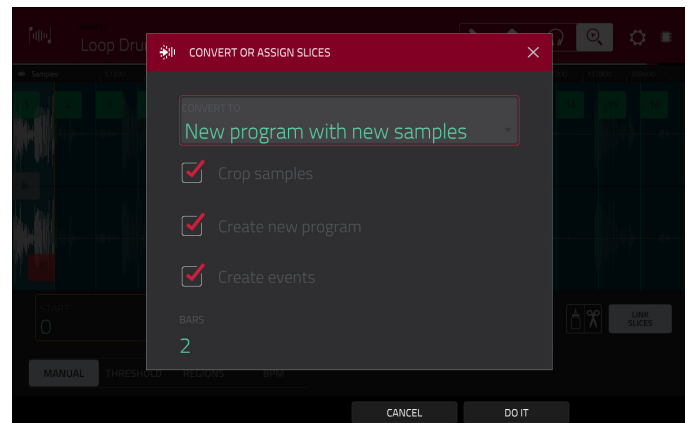 Loop Dru
CONVERT OR ASSIGN SLICES
Samples
CONVERT TO
New program with new samples
Crop samples
Create new program
Create events
BARS
2
START
0
LINK
SLICES
MANUAL THRESHOLD REGIONS BPM
CANCEL DO IT